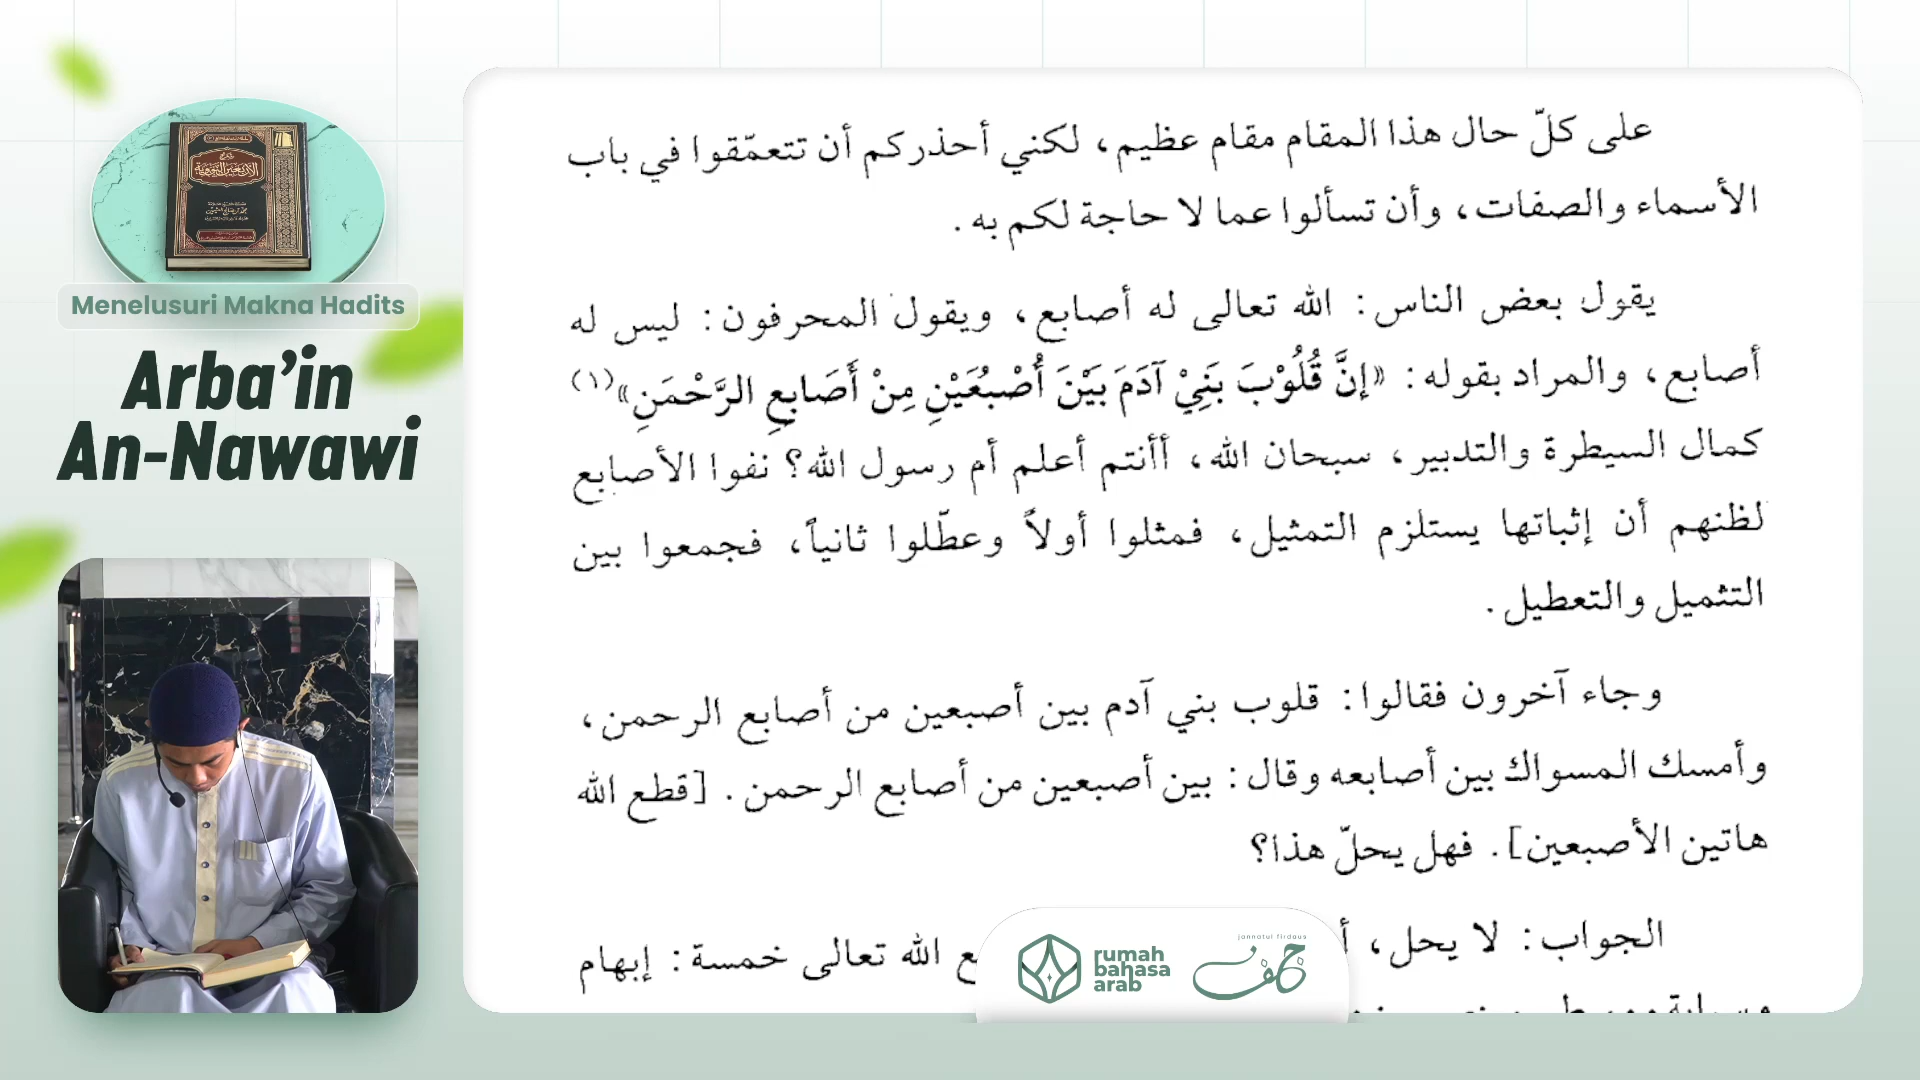 Menelusuri Makna Hadits
Arba'in
An-Nawawi
على كلّ حال هذا المقام مقام عظيم، لكني أحذركم أن تتعمّقوا في باب
الأسماء والصفات، وأن تسألوا عما لا حاجة لكم به.
يقول بعض الناس: الله تعالى له أصابع، ويقول المحرفون: ليس له
أصابع، والمراد بقوله: «إنَّ قُلُوْبَ بَنِيْ آدَمَ بَيْنَ أُصْبُعَيْنِ مِنْ أَصَابِعِ الرَّحْمَنِ»(١)
كمال السيطرة والتدبير، سبحان الله، أأنتم أعلم أم رسول الله؟ نفوا الأصابع
لظنهم أن إثباتها يستلزم التمثيل، فمثلوا أولاً وعطّلوا ثانياً، فجمعوا بين
التثميل والتعطيل.
وجاء آخرون فقالوا: قلوب بني آدم بين أصبعين من أصابع الرحمن،
وأمسك المسواك بين أصابعه وقال: بين أصبعين من أصابع الرحمن. [قطع الله
هاتين الأصبعين]. فهل يحلّ هذا؟
الجواب: لا يحل، الله تعالى خمسة: إبهام
rumah
bahasa
arab
jannatul firdaus